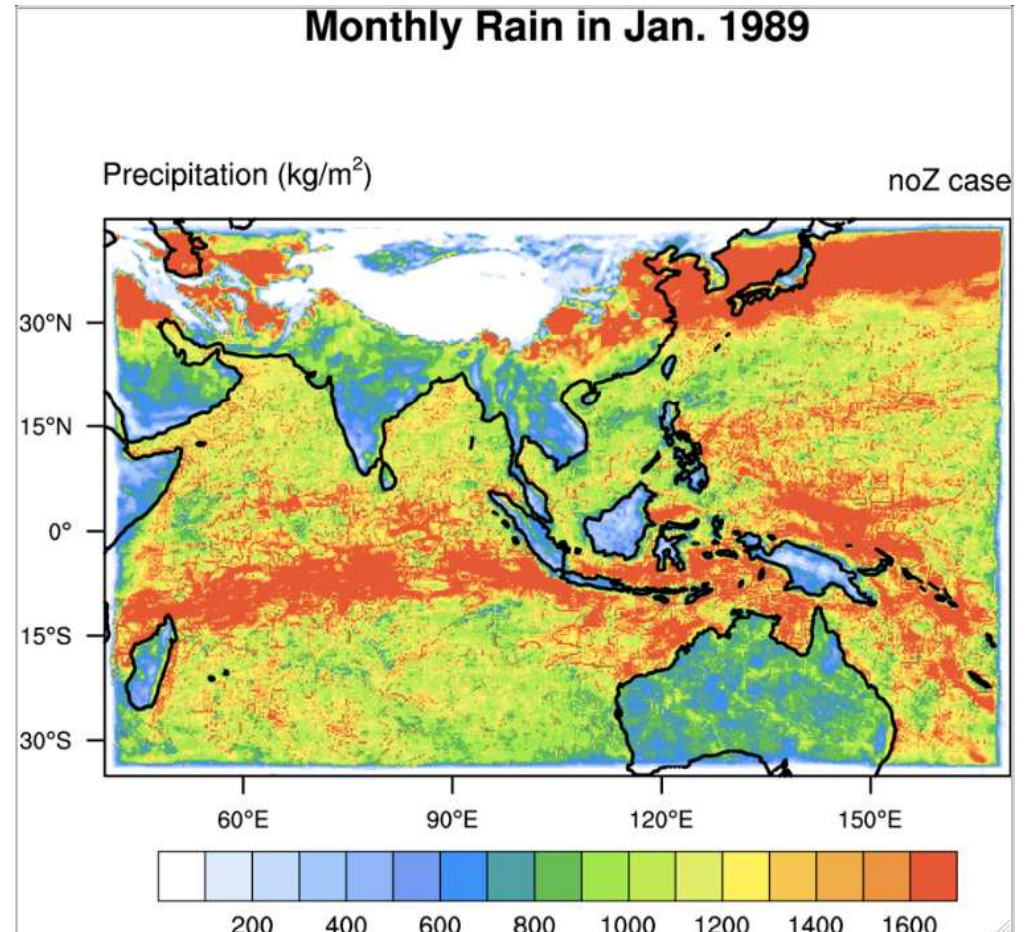 Monthly Rain in Jan. 1989
Precipitation (kg/m²)
noZ case
30°N
15°N
0°
15°S
30°S
60°E 90°E 120°E 150°E
200 400 600 800 1000 1200 1400 1600